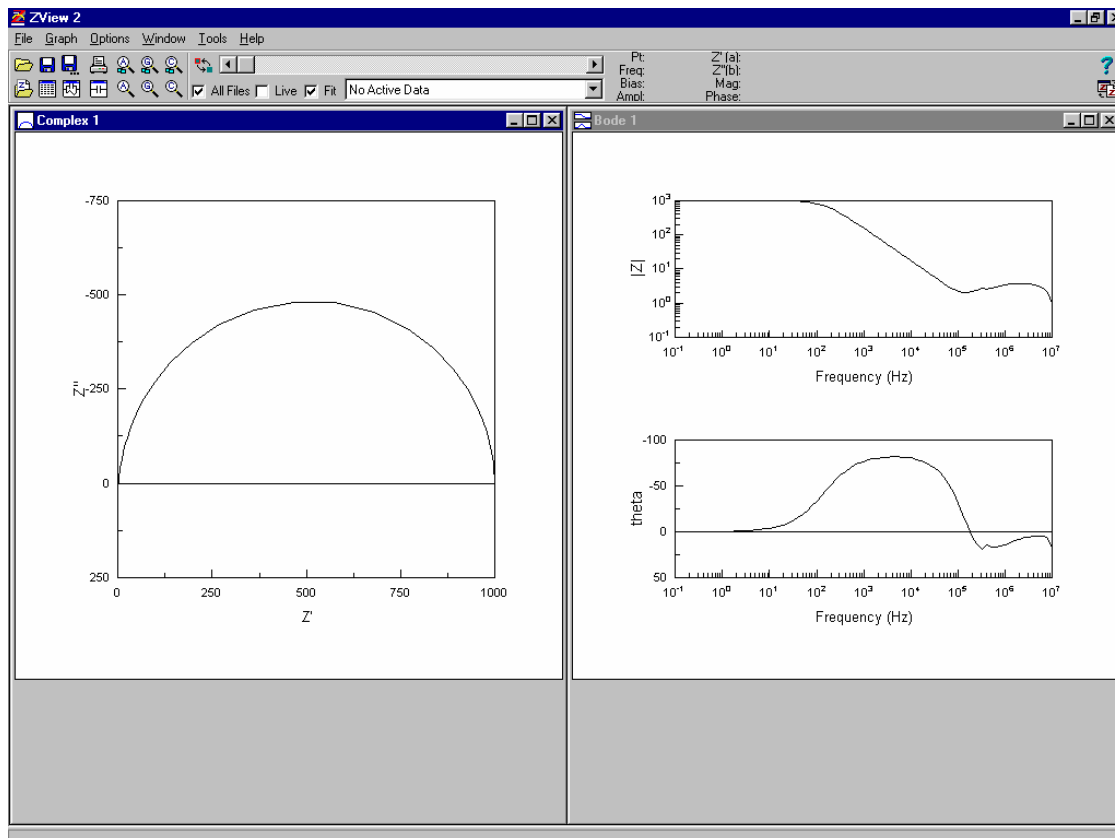 ZView 2
File Graph Options Window Tools Help
Pt: Z'(a):
Freq: Z''(b):
Bias: Mag:
Ampl: Phase:
All Files Live Fit No Active Data
Complex 1
-750
-500
-250
0
250
Z''
0 250 500 750 1000
Z'
Bode 1
10³
10²
10¹
10⁰
10⁻¹
|Z|
10⁻¹ 10⁰ 10¹ 10² 10³ 10⁴ 10⁵ 10⁶ 10⁷
Frequency (Hz)
-100
-50
0
50
theta
10⁻¹ 10⁰ 10¹ 10² 10³ 10⁴ 10⁵ 10⁶ 10⁷
Frequency (Hz)